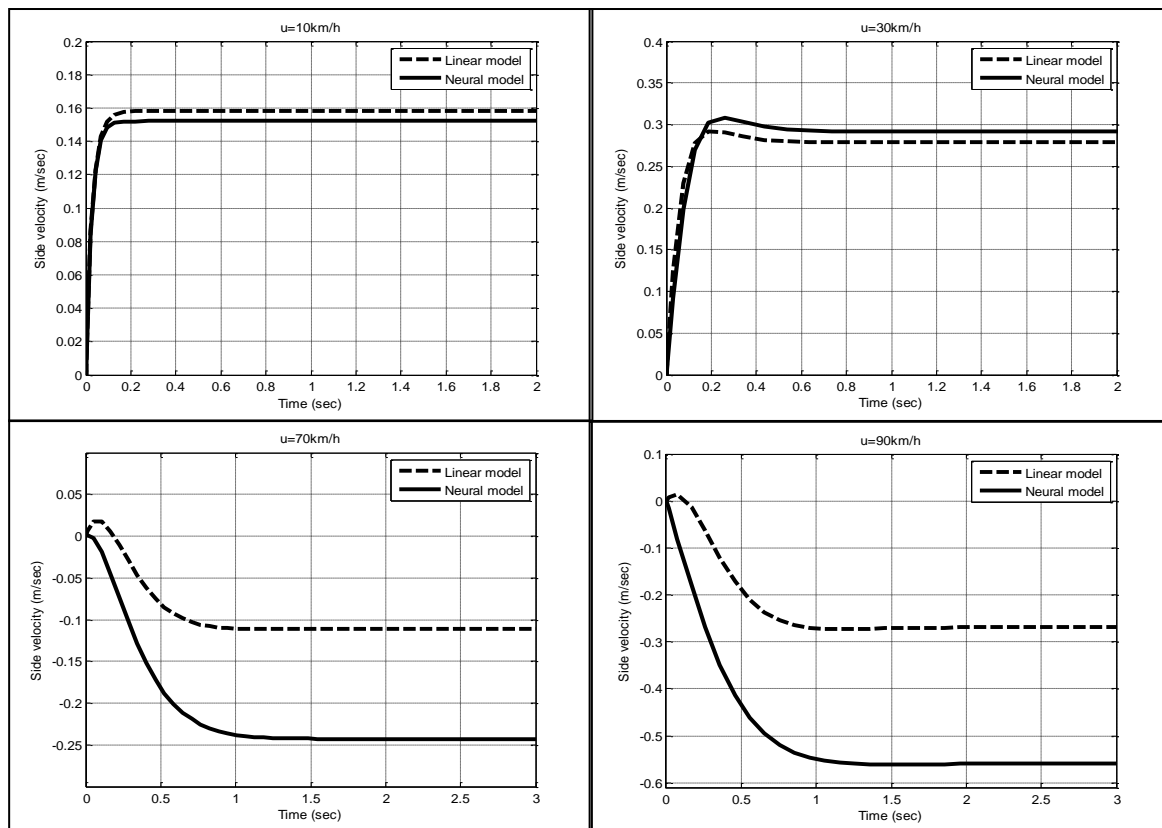 u=10km/h
Linear model
Neural model
0.2
0.18
0.16
0.14
0.12
0.1
0.08
0.06
0.04
0.02
0
Side velocity (m/sec)
0 0.2 0.4 0.6 0.8 1 1.2 1.4 1.6 1.8 2
Time (sec)
u=30km/h
Linear model
Neural model
0.4
0.35
0.3
0.25
0.2
0.15
0.1
0.05
0
Side velocity (m/sec)
0 0.2 0.4 0.6 0.8 1 1.2 1.4 1.6 1.8 2
Time (sec)
u=70km/h
Linear model
Neural model
0.05
0
-0.05
-0.1
-0.15
-0.2
-0.25
Side velocity (m/sec)
0 0.5 1 1.5 2 2.5 3
Time (sec)
u=90km/h
Linear model
Neural model
0.1
0
-0.1
-0.2
-0.3
-0.4
-0.5
-0.6
Side velocity (m/sec)
0 0.5 1 1.5 2 2.5 3
Time (sec)